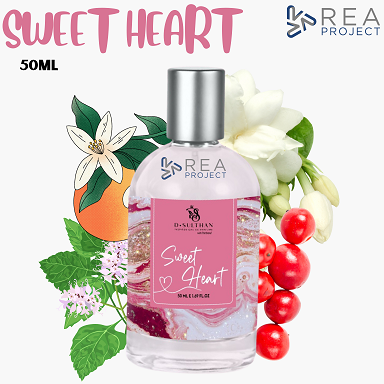 SWEET HEART
REA
PROJECT
50ML
REA
PROJECT
D·SULTHAN
Sweet
Heart
50 ML E 1.69 FL.OZ